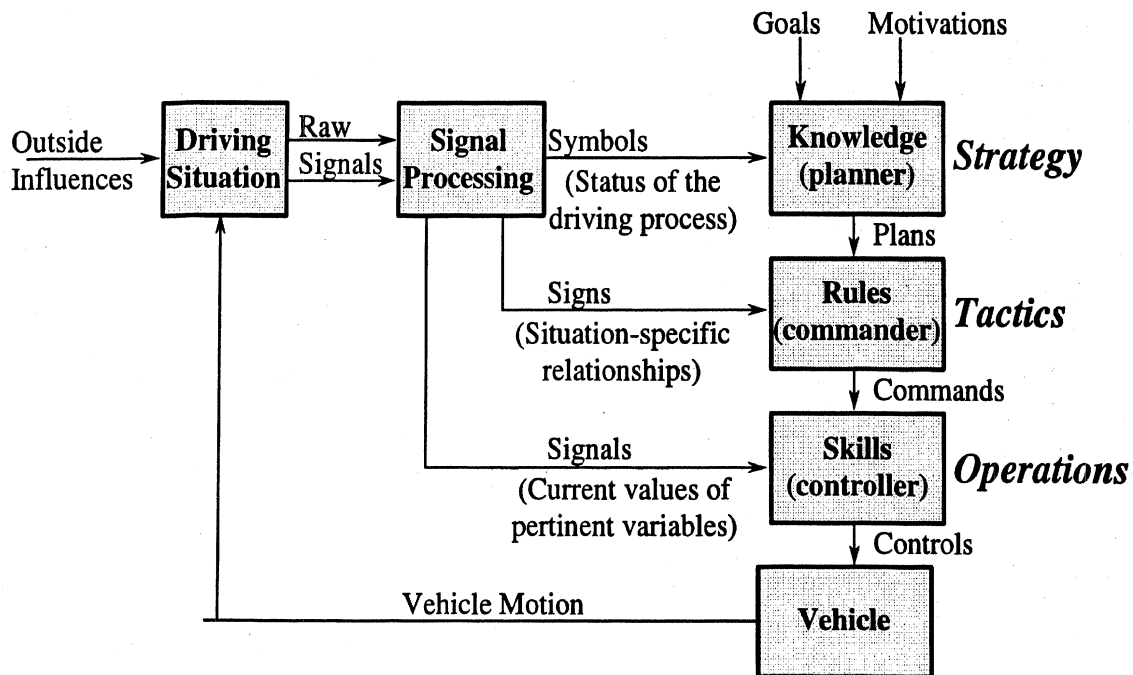 Goals
Motivations
Outside
Influences
Driving
Situation
Raw
Signals
Signal
Processing
Symbols
(Status of the
driving process)
Knowledge
(planner)
Strategy
Plans
Signs
(Situation-specific
relationships)
Rules
(commander)
Tactics
Commands
Signals
(Current values of
pertinent variables)
Skills
(controller)
Operations
Controls
Vehicle Motion
Vehicle